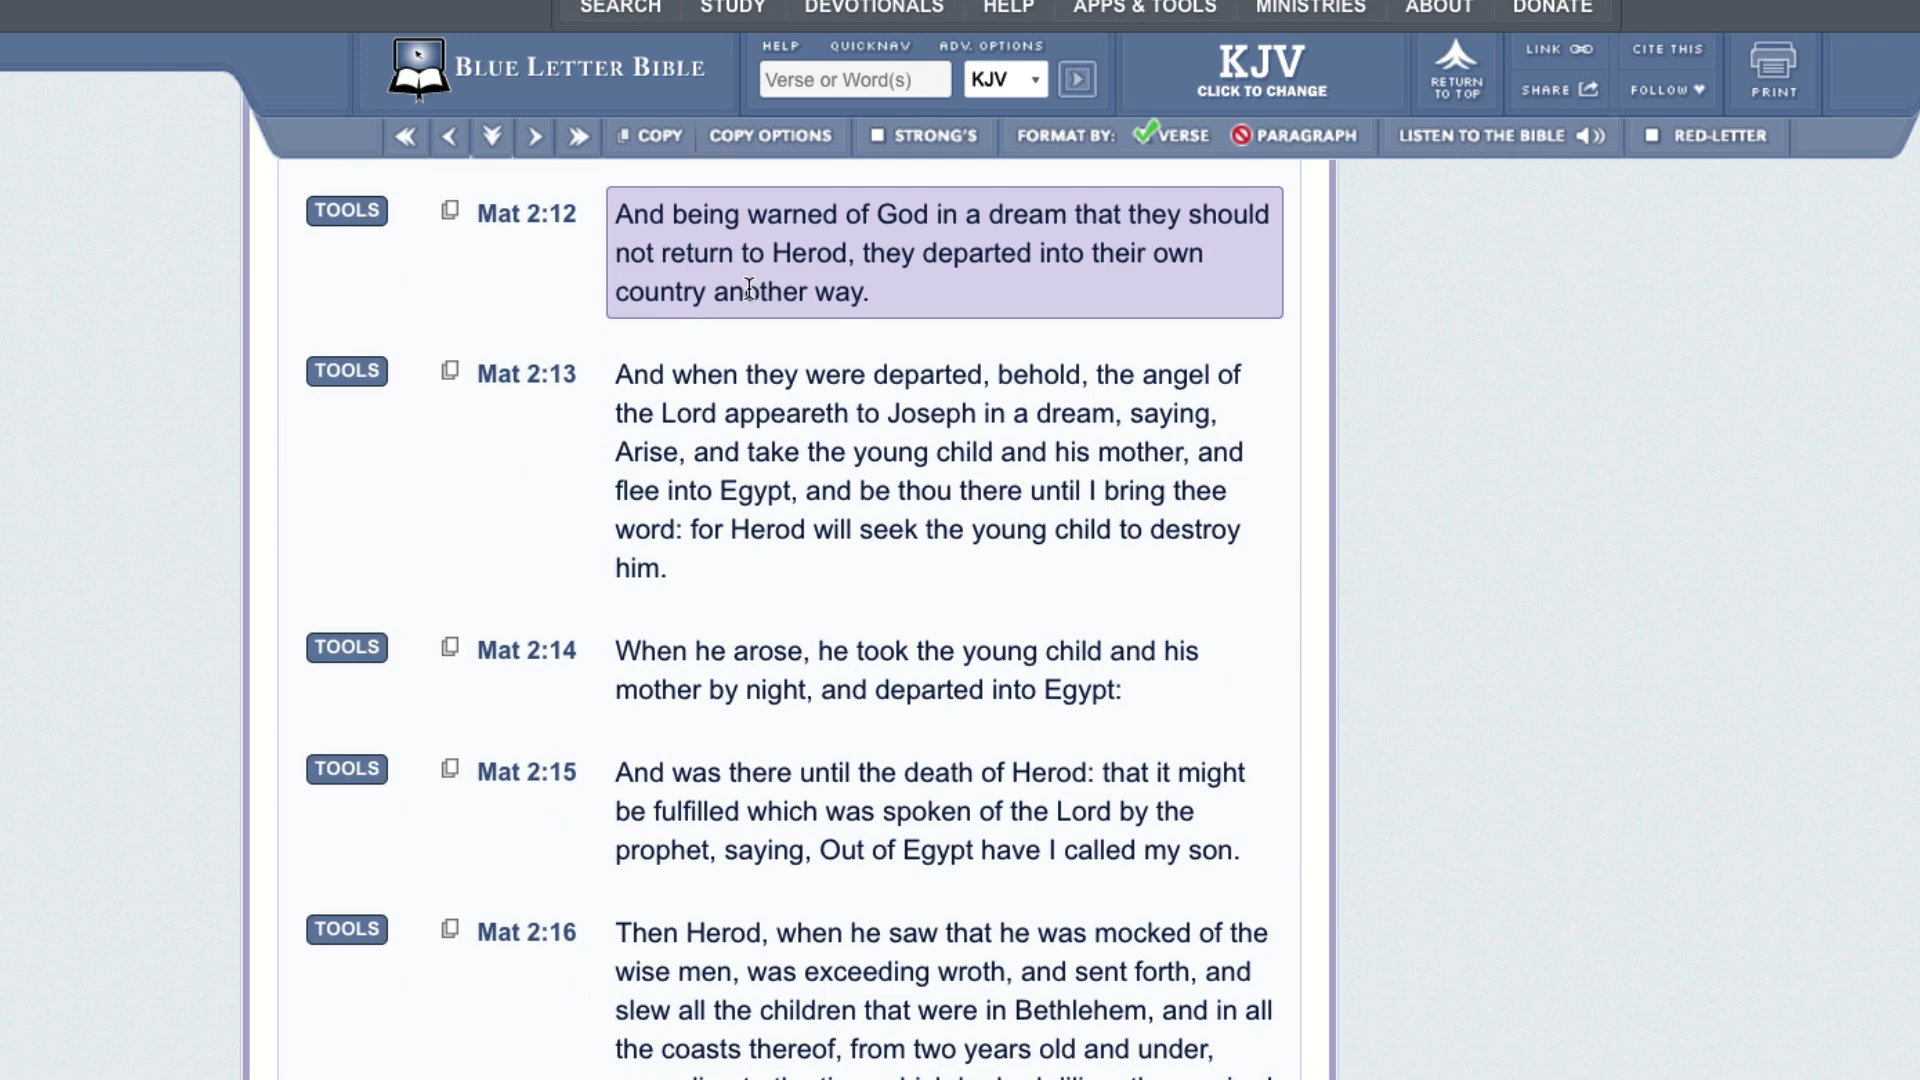 SEARCH STUDY DEVOTIONALS HELP APPS & TOOLS MINISTRIES ABOUT DONATE
BLUE LETTER BIBLE
HELP QUICKNAV ADV. OPTIONS
Verse or Word(s) KJV
KJV
CLICK TO CHANGE
RETURN
TO TOP
LINK
SHARE
CITE THIS
FOLLOW
PRINT
COPY COPY OPTIONS STRONG'S FORMAT BY: VERSE PARAGRAPH LISTEN TO THE BIBLE RED-LETTER
TOOLS Mat 2:12 And being warned of God in a dream that they should
not return to Herod, they departed into their own
country another way.
TOOLS Mat 2:13 And when they were departed, behold, the angel of
the Lord appeareth to Joseph in a dream, saying,
Arise, and take the young child and his mother, and
flee into Egypt, and be thou there until I bring thee
word: for Herod will seek the young child to destroy
him.
TOOLS Mat 2:14 When he arose, he took the young child and his
mother by night, and departed into Egypt:
TOOLS Mat 2:15 And was there until the death of Herod: that it might
be fulfilled which was spoken of the Lord by the
prophet, saying, Out of Egypt have I called my son.
TOOLS Mat 2:16 Then Herod, when he saw that he was mocked of the
wise men, was exceeding wroth, and sent forth, and
slew all the children that were in Bethlehem, and in all
the coasts thereof, from two years old and under,